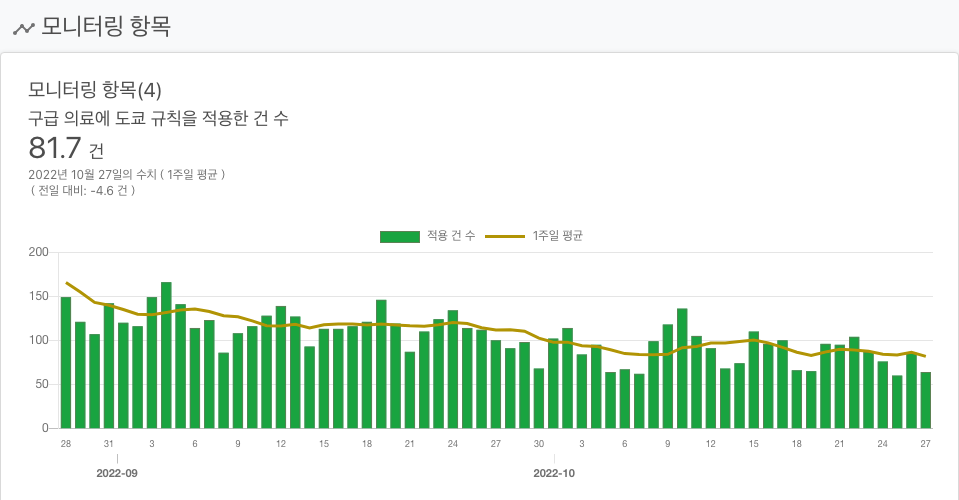 모니터링 항목
모니터링 항목(4)
구급 의료에 도쿄 규칙을 적용한 건 수
81.7 건
2022년 10월 27일의 수치 ( 1주일 평균 )
( 전일 대비: -4.6 건 )
적용 건 수 1주일 평균
200
150
100
50
0
28 31 3 6 9 12 15 18 21 24 27 30 3 6 9 12 15 18 21 24 27
2022-09 2022-10